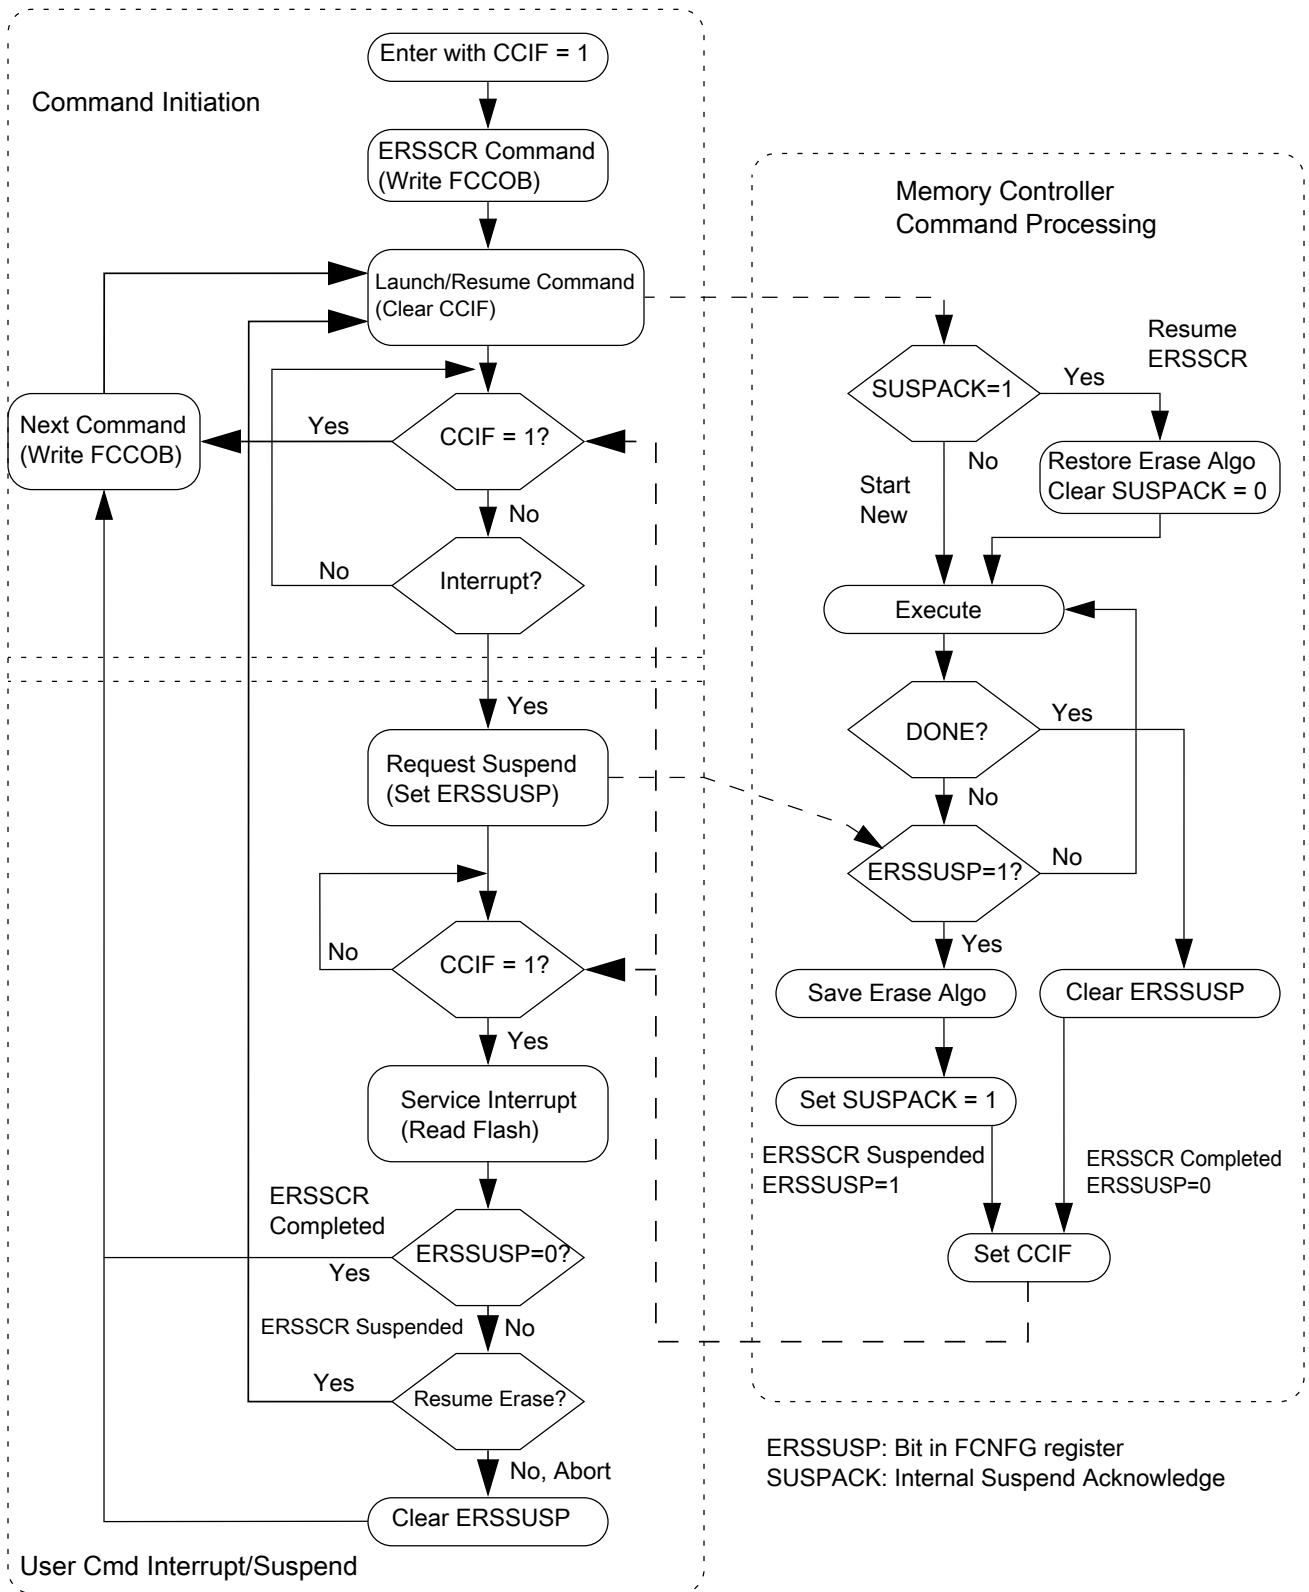 Enter with CCIF = 1
Command Initiation
ERSSCR Command
(Write FCCOB)
Launch/Resume Command
(Clear CCIF)
Next Command
(Write FCCOB)
Yes
CCIF = 1?
No
No
Interrupt?
Yes
Request Suspend
(Set ERSSUSP)
No
CCIF = 1?
Yes
Service Interrupt
(Read Flash)
ERSSCR
Completed
ERSSUSP=0?
Yes
ERSSCR Suspended
No
Yes
Resume Erase?
No, Abort
Clear ERSSUSP
User Cmd Interrupt/Suspend
Memory Controller
Command Processing
Resume
ERSSCR
SUSPACK=1
Yes
No
Restore Erase Algo
Clear SUSPACK = 0
Start
New
Execute
DONE?
Yes
No
ERSSUSP=1?
No
Yes
Save Erase Algo
Clear ERSSUSP
Set SUSPACK = 1
ERSSCR Suspended
ERSSUSP=1
ERSSCR Completed
ERSSUSP=0
Set CCIF
ERSSUSP: Bit in FCNFG register
SUSPACK: Internal Suspend Acknowledge